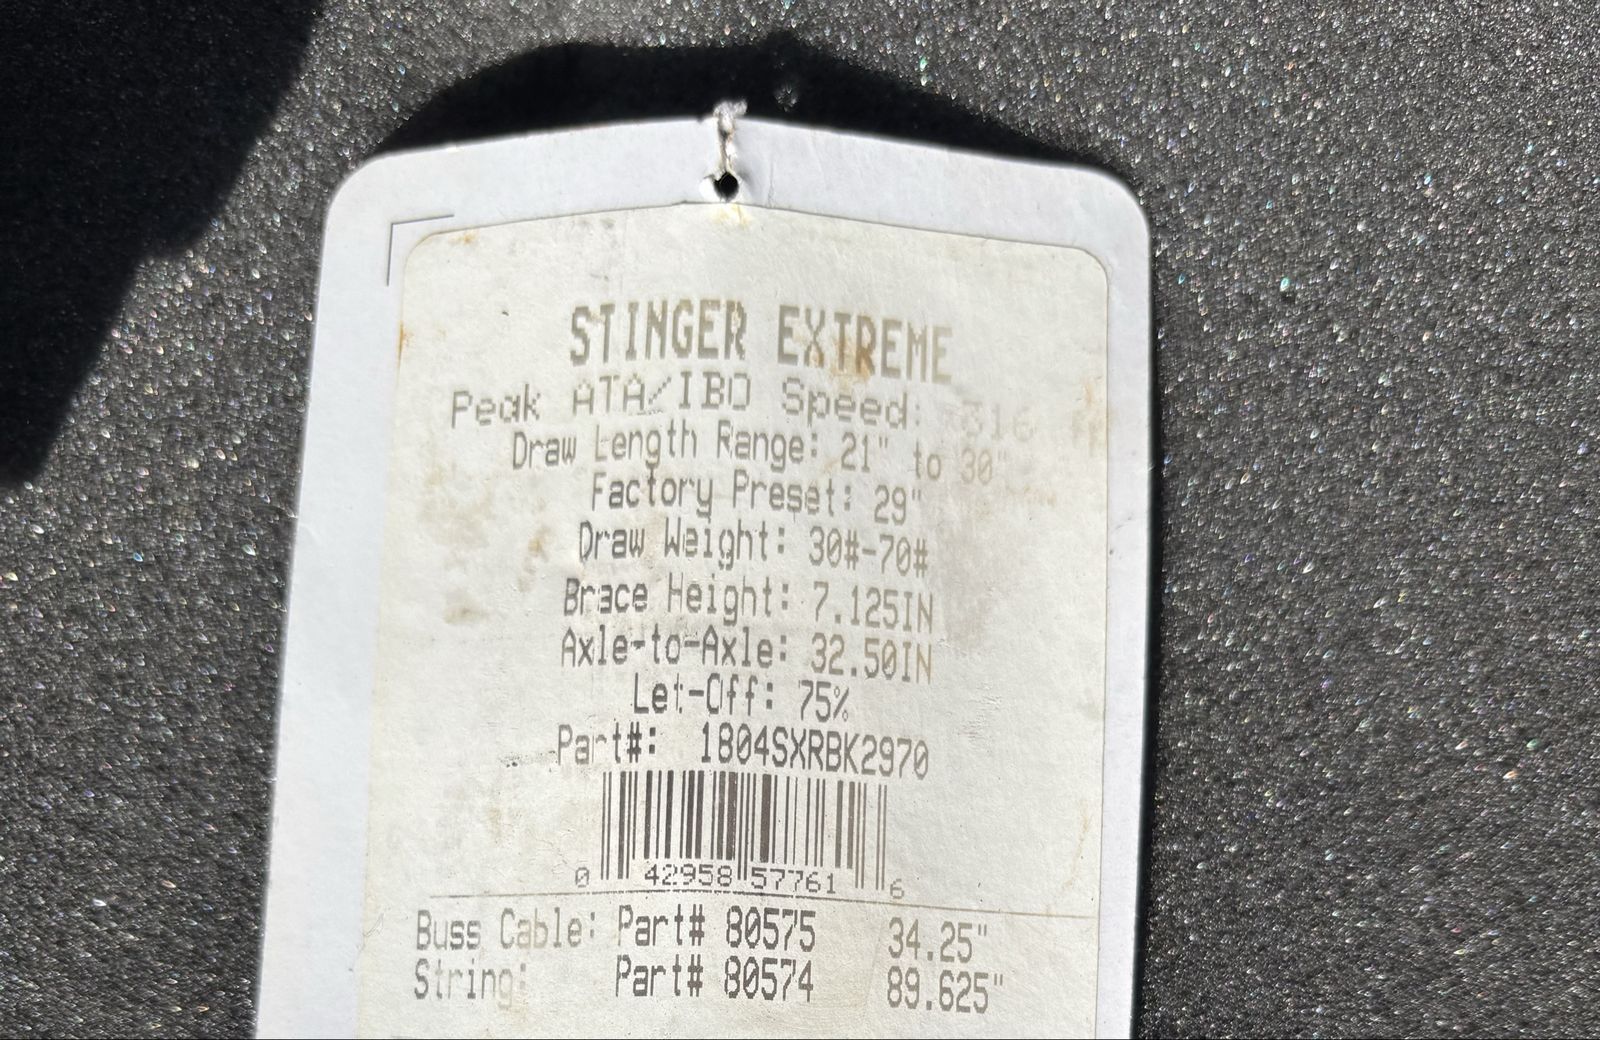 STINGER EXTREME
Peak ATA/IBO Speed: 316
Draw Length Range: 21" to 30"
Factory Preset: 29"
Draw Weight: 30#-70#
Brace Height: 7.125IN
Axle-to-Axle: 32.50IN
Let-Off: 75%
Part#: 1804SXRBK2970
0 42958 57761 6
Buss Cable: Part# 80575 34.25"
String: Part# 80574 89.625"